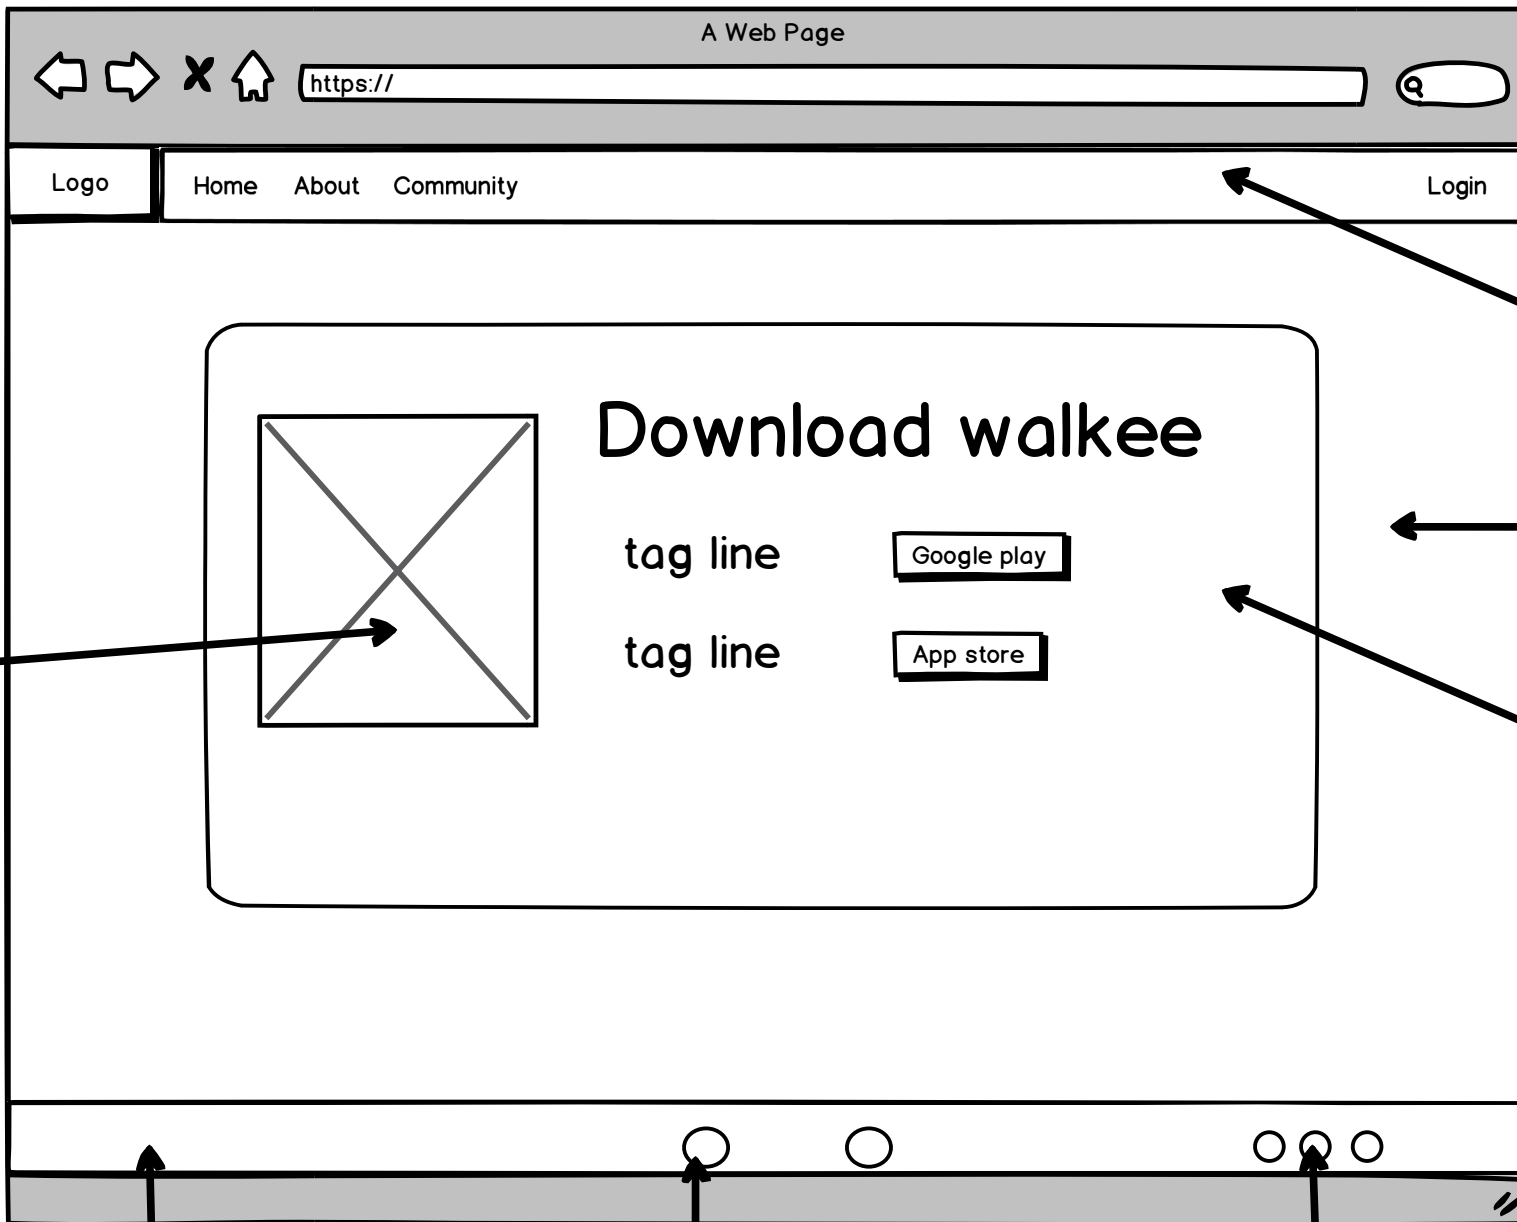 A Web Page
https://
Logo
Home About Community Login
Download walkee
tag line Google play
tag line App store